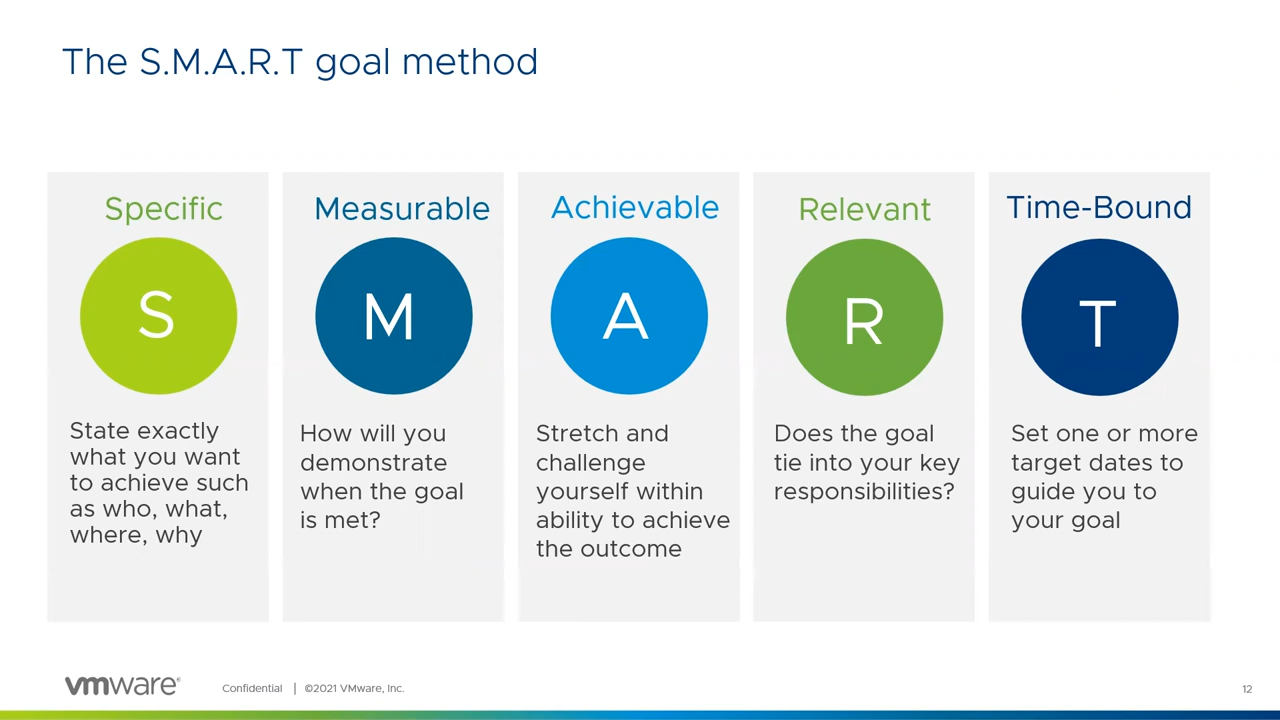 The S.M.A.R.T goal method
Specific
S
State exactly
what you want
to achieve such
as who, what,
where, why
Measurable
M
How will you
demonstrate
when the goal
is met?
Achievable
A
Stretch and
challenge
yourself within
ability to achieve
the outcome
Relevant
R
Does the goal
tie into your key
responsibilities?
Time-Bound
T
Set one or more
target dates to
guide you to
your goal
vmware®
Confidential | ©2021 VMware, Inc.
12